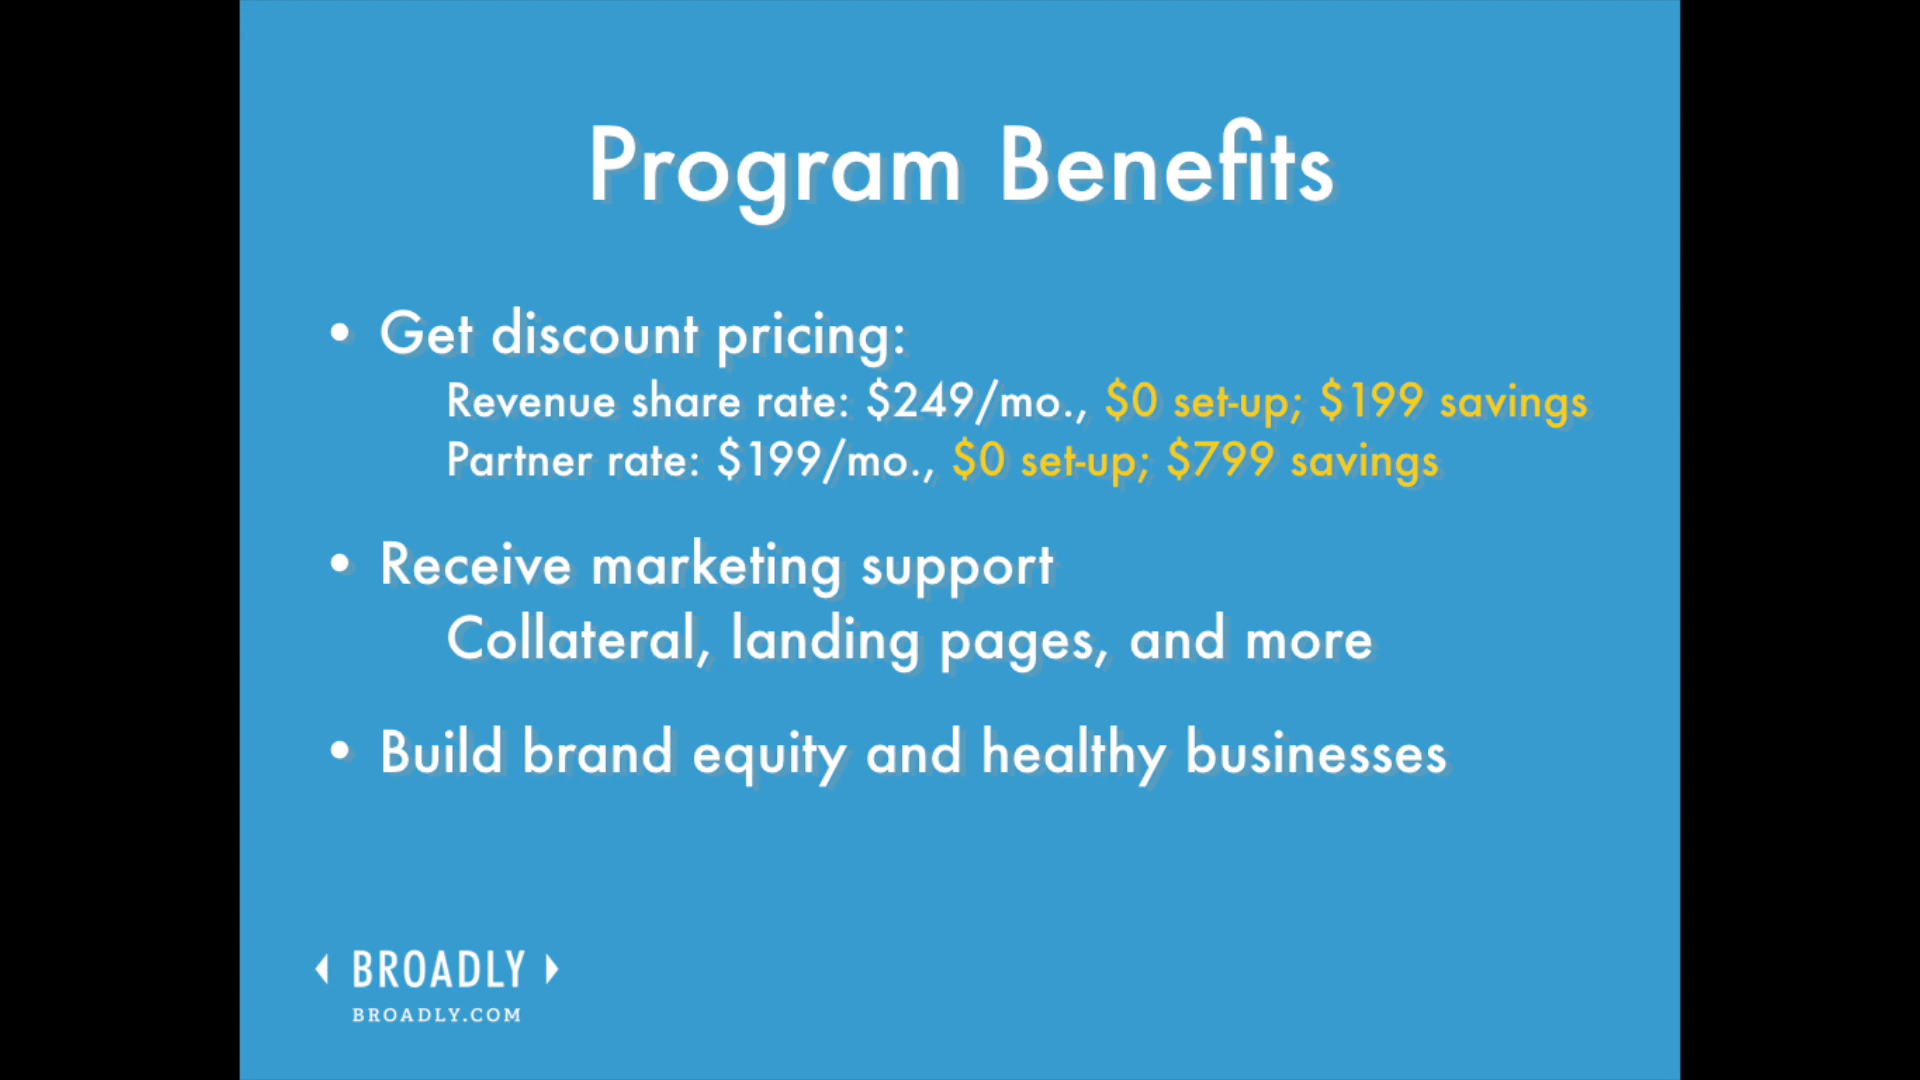 Program Benefits
• Get discount pricing:
Revenue share rate: $249/mo., $0 set-up; $199 savings
Partner rate: $199/mo., $0 set-up; $799 savings
• Receive marketing support
Collateral, landing pages, and more
• Build brand equity and healthy businesses
BROADLY
BROADLY.COM